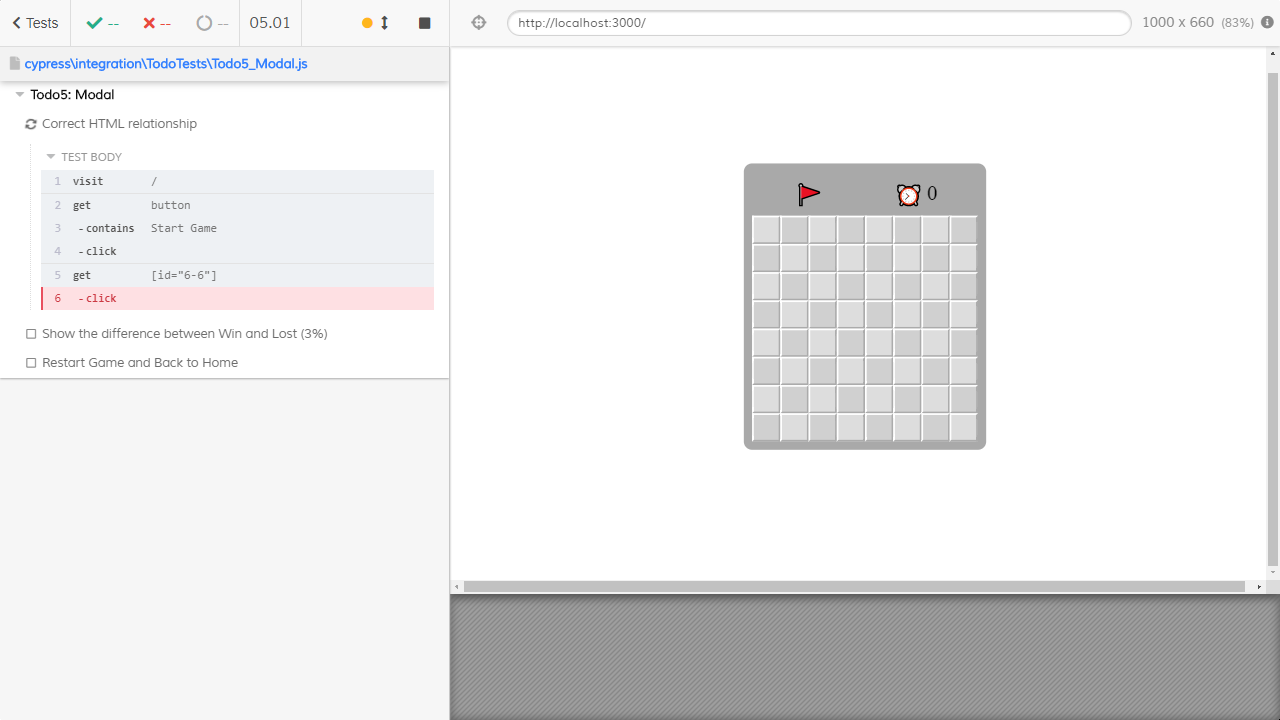 Tests -- -- -- 05.01
http://localhost:3000/ 1000 x 660 (83%)
cypress\integration\TodoTests\Todo5_Modal.js
Todo5: Modal
Correct HTML relationship
TEST BODY
1 visit /
2 get button
3 - contains Start Game
4 - click
5 get [id="6-6"]
6 - click
Show the difference between Win and Lost (3%)
Restart Game and Back to Home
0